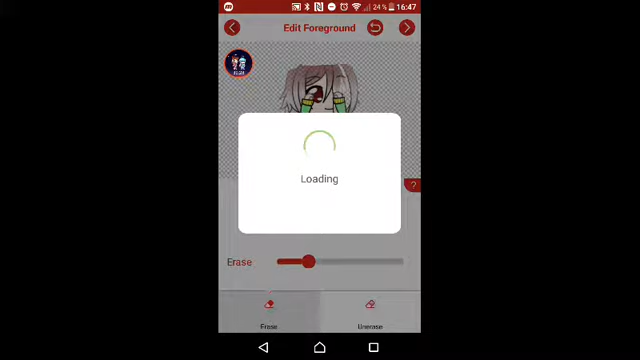 24 % 16:47
Edit Foreground
Loading
?
Erase
Erase
Unerase